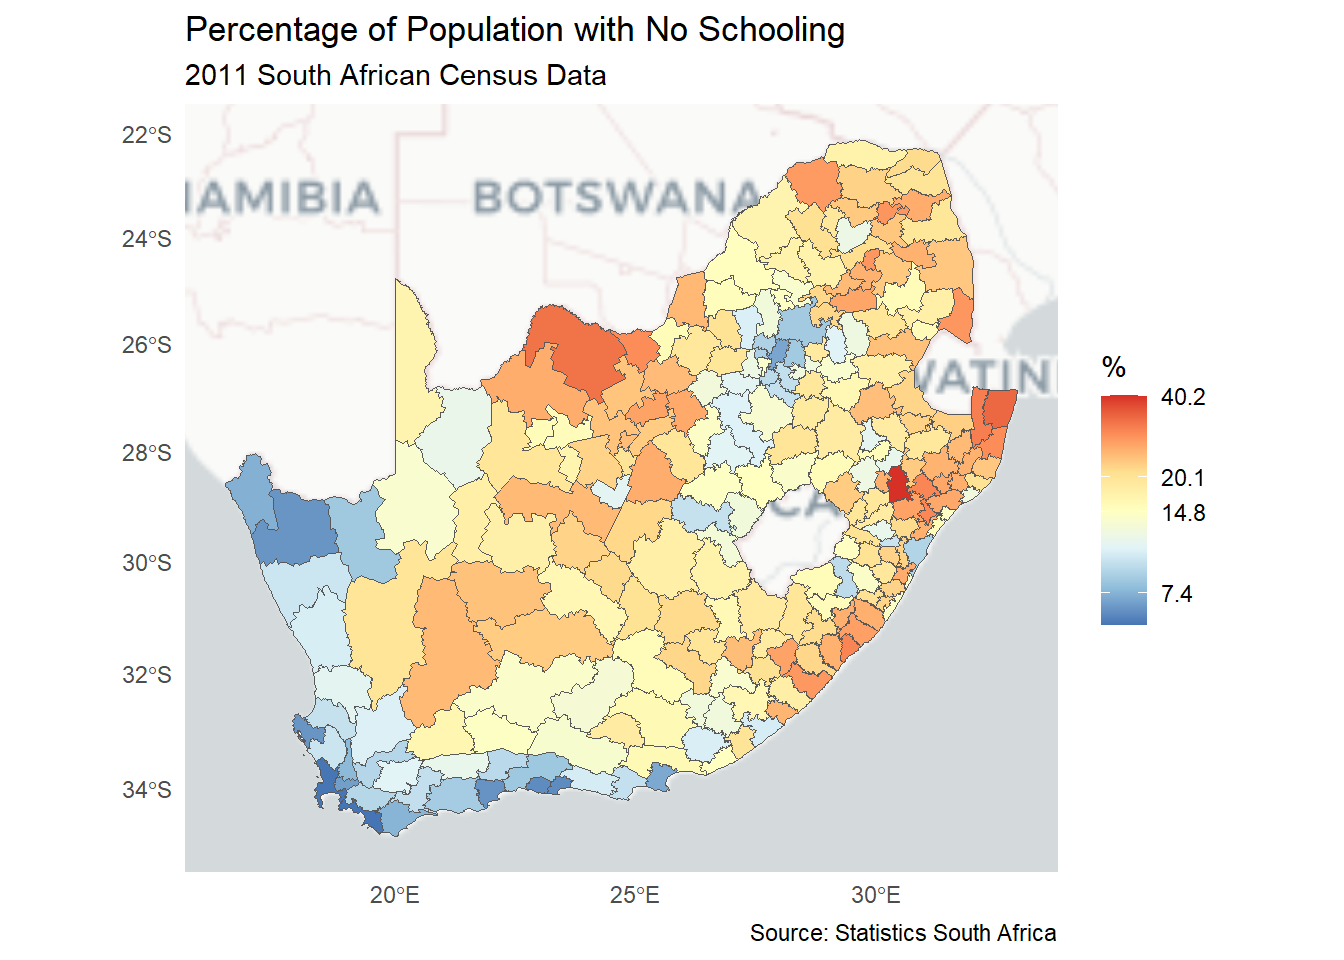 Percentage of Population with No Schooling
2011 South African Census Data
22°S
24°S
26°S
28°S
30°S
32°S
34°S
AMIBIA
BOTSWANA
WATIN
CA
%
40.2
20.1
14.8
7.4
20°E
25°E
30°E
Source: Statistics South Africa